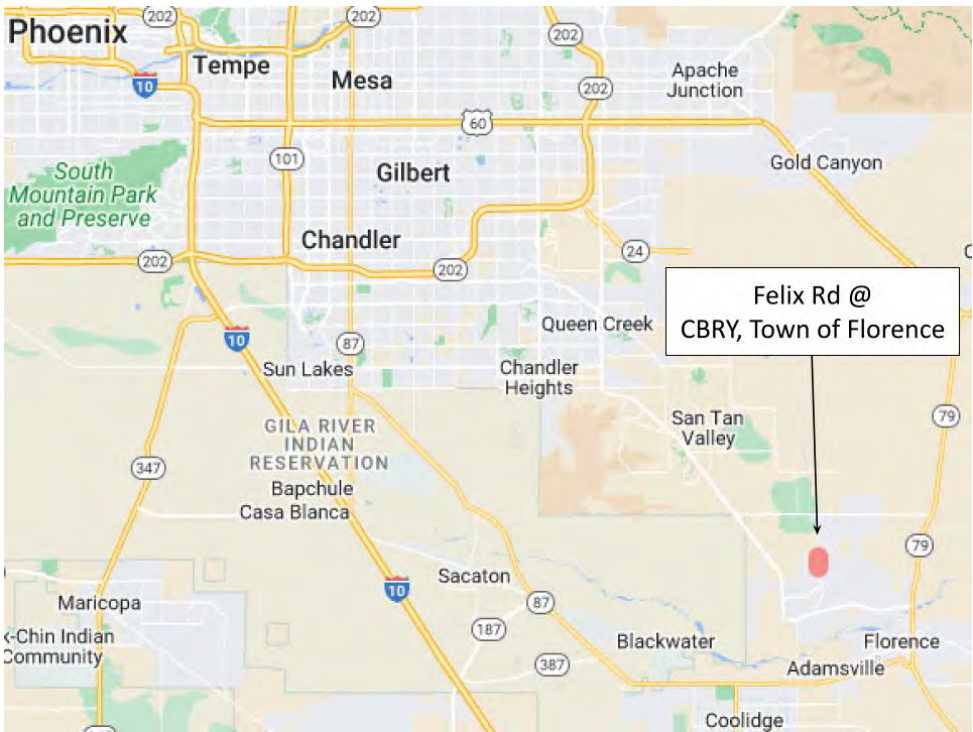 202
202
Phoenix
Tempe
10
Mesa
202
202
Apache
Junction
60
101
Gilbert
Gold Canyon
South
Mountain Park
and Preserve
Chandler
202
202
24
Felix Rd @
CBRY, Town of Florence
Queen Creek
10
87
Sun Lakes
Chandler
Heights
San Tan
Valley
79
GILA RIVER
INDIAN
RESERVATION
347
Bapchule
Casa Blanca
79
Sacaton
10
87
Maricopa
187
k-Chin Indian
Community
Blackwater
Florence
387
Adamsville
Coolidge